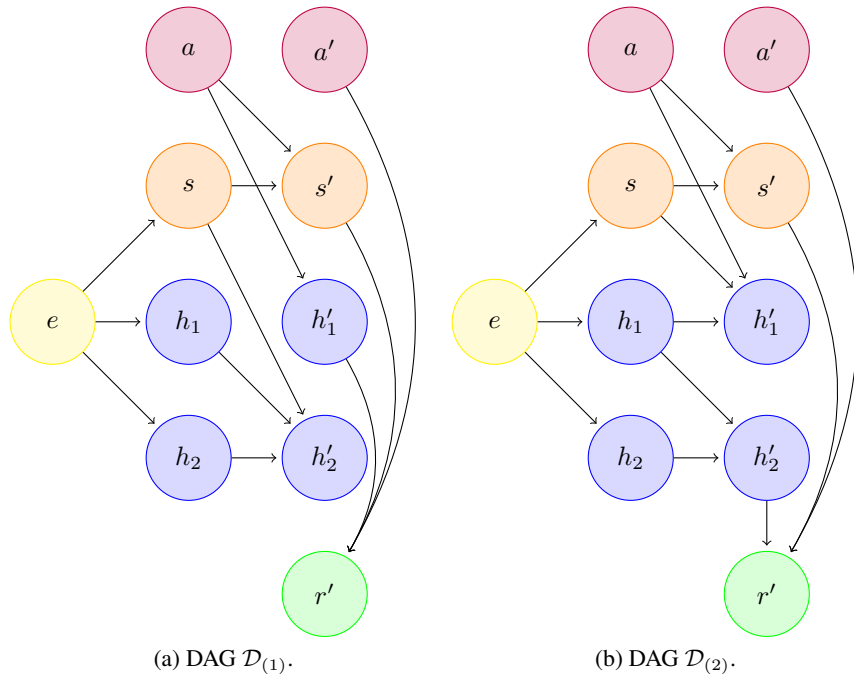 a a′ a a′
s s′ s s′
e h₁ h′₁ e h₁ h′₁
h₂ h′₂ h₂ h′₂
r′ r′
(a) DAG 𝒟₍₁₎. (b) DAG 𝒟₍₂₎.